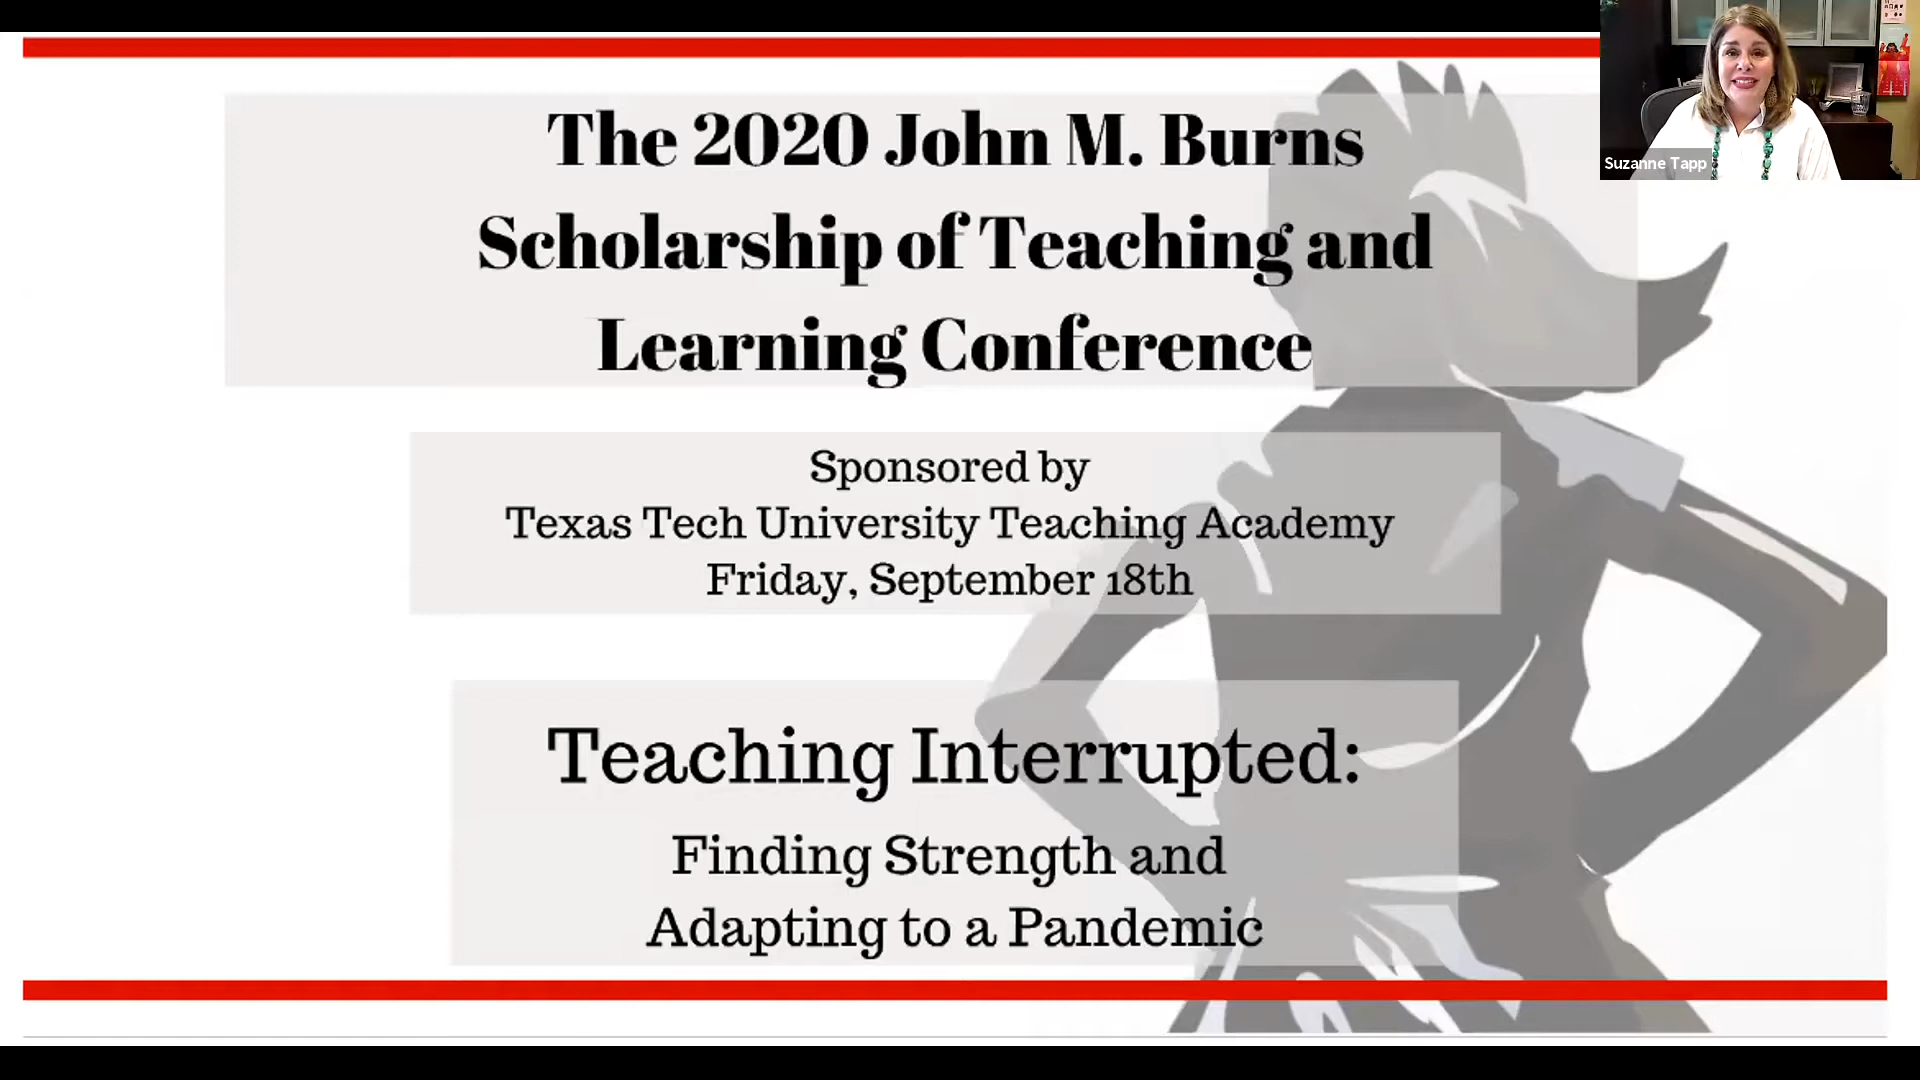 The 2020 John M. Burns
Scholarship of Teaching and
Learning Conference
Sponsored by
Texas Tech University Teaching Academy
Friday, September 18th
Teaching Interrupted:
Finding Strength and
Adapting to a Pandemic
Suzanne Tapp